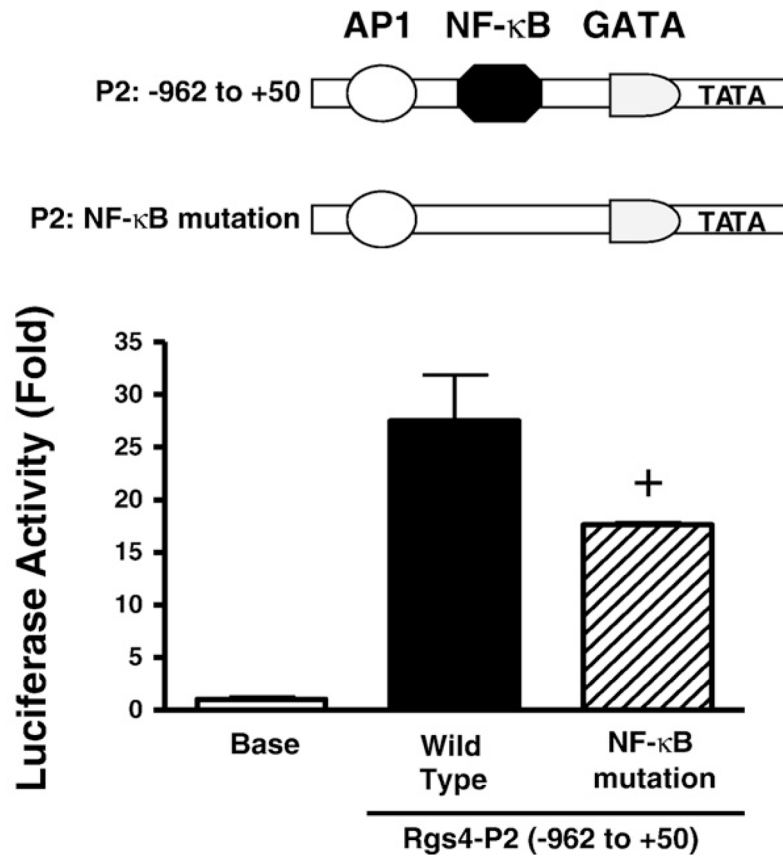 AP1 NF-κB GATA
P2: -962 to +50
TATA
P2: NF-κB mutation
TATA
Luciferase Activity (Fold)
35
30
25
20
15
10
5
0
+
Base
Wild Type
NF-κB mutation
Rgs4-P2 (-962 to +50)